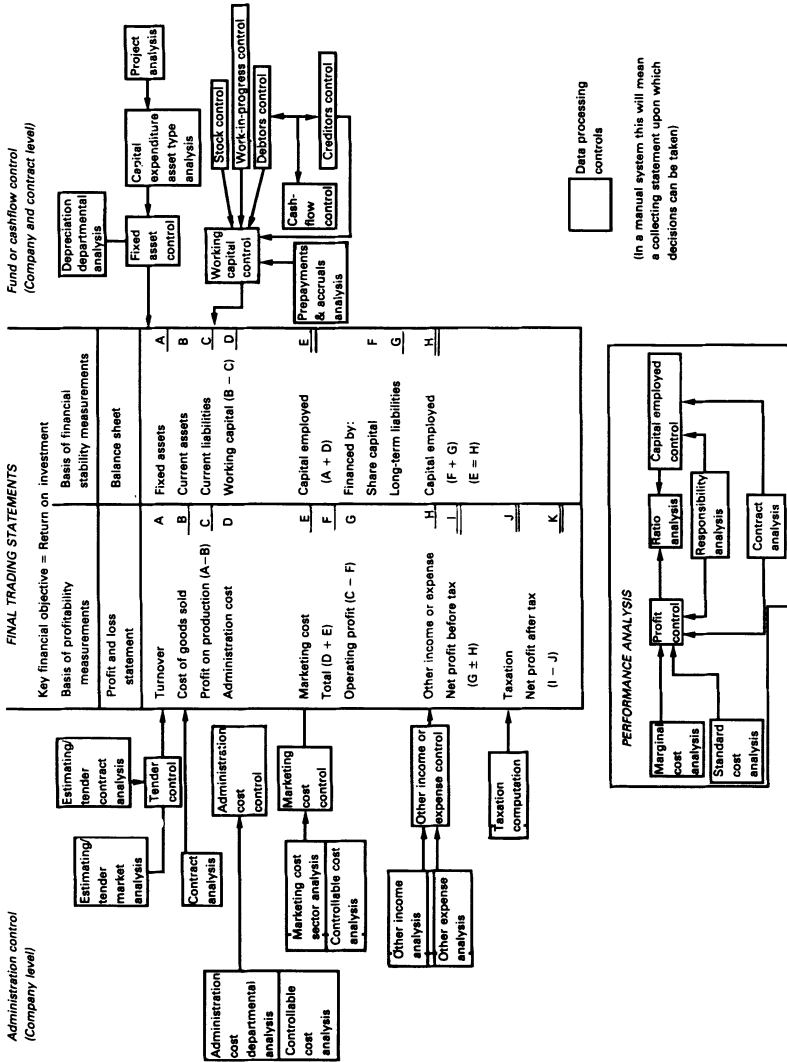 Administration control
(Company level)
Estimating/
tender
market
analysis
Estimating/
tender
contract
analysis
Tender
control
Contract
analysis
Administration
cost
departmental
analysis
Controllable
cost
analysis
Administration
cost
control
Marketing cost
sector analysis
Controllable cost
analysis
Marketing
cost
control
Other income
analysis
Other expense
analysis
Other income or
expense control
Taxation
computation
FINAL TRADING STATEMENTS
Key financial objective = Return on investment
Basis of profitability
measurements
Profit and loss
statement
Turnover A
Cost of goods sold B
Profit on production (A–B) C
Administration cost D
Marketing cost E
Total (D + E) F
Operating profit (C – F) G
Other income or expense H
Net profit before tax I
(G ± H)
Taxation J
Net profit after tax K
(I – J)
Basis of financial
stability measurements
Balance sheet
Fixed assets A
Current assets B
Current liabilities C
Working capital (B – C) D
Capital employed E
(A + D)
Financed by:
Share capital F
Long-term liabilities G
Capital employed H
(F + G)
(E = H)
Fund or cashflow control
(Company and contract level)
Depreciation
departmental
analysis
Fixed
asset
control
Capital
expenditure
asset type
analysis
Project
analysis
Working
capital
control
Prepayments
& accruals
analysis
Stock control
Work-in-progress control
Debtors control
Cash-
flow
control
Creditors control
PERFORMANCE ANALYSIS
Marginal
cost
analysis
Standard
cost
analysis
Profit
control
Ratio
analysis
Capital employed
control
Responsibility
analysis
Contract
analysis
Data processing
controls
(In a manual system this will mean
a collecting statement upon which
decisions can be taken)